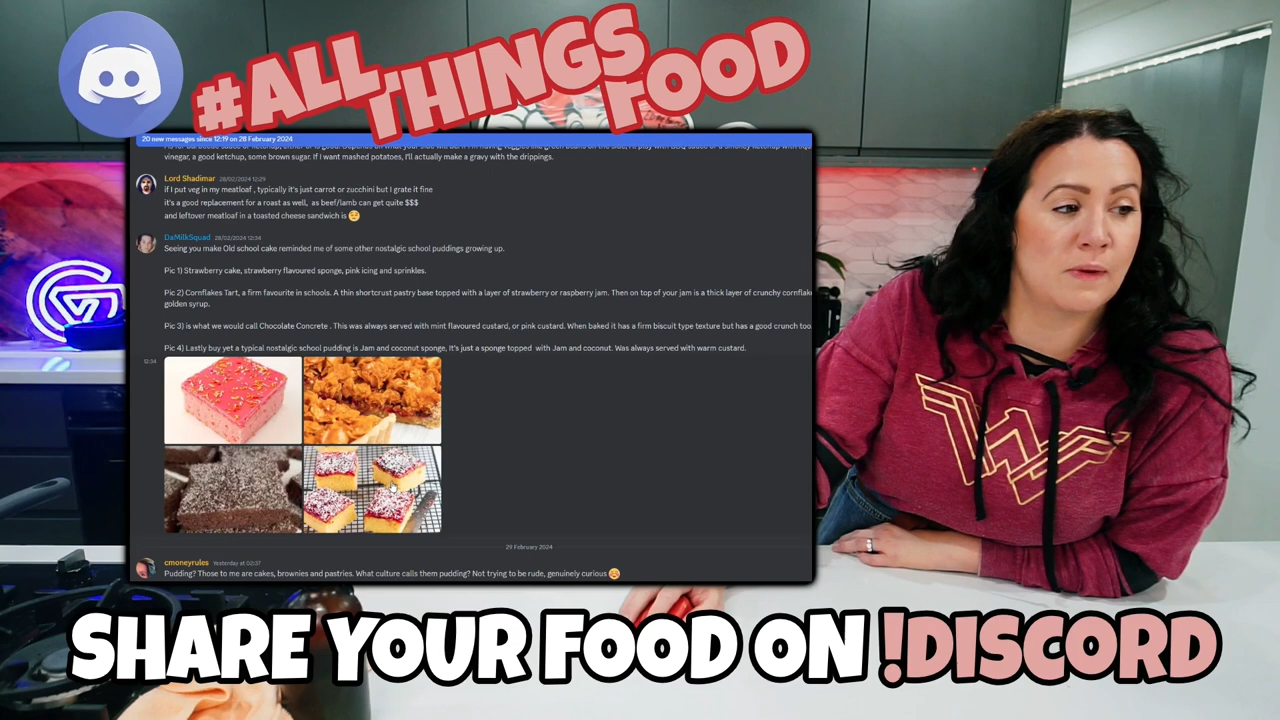 #ALL THINGS FOOD
20 new messages since 12:19 on 28 February 2024
vinegar, a good ketchup, some brown sugar. If I want mashed potatoes, I'll actually make a gravy with the drippings.
Lord Shadimar 28/02/2024 12:29
if I put veg in my meatloaf , typically it's just carrot or zucchini but I grate it fine
it's a good replacement for a roast as well, as beef/lamb can get quite $$$
and leftover meatloaf in a toasted cheese sandwich is
DaMilkSquad 28/02/2024 12:34
Seeing you make Old school cake reminded me of some other nostalgic school puddings growing up.
Pic 1) Strawberry cake, strawberry flavoured sponge, pink icing and sprinkles.
Pic 2) Cornflakes Tart, a firm favourite in schools. A thin shortcrust pastry base topped with a layer of strawberry or raspberry jam. Then on top of your jam is a thick layer of crunchy cornflake
golden syrup.
Pic 3) is what we would call Chocolate Concrete . This was always served with mint flavoured custard, or pink custard. When baked it has a firm biscuit type texture but has a good crunch too
Pic 4) Lastly buy yet a typical nostalgic school pudding is Jam and coconut sponge, It's just a sponge topped with Jam and coconut. Was always served with warm custard.
12:34
29 February 2024
cmoneyrules Yesterday at 02:37
Pudding? Those to me are cakes, brownies and pastries. What culture calls them pudding? Not trying to be rude, genuinely curious
SHARE YOUR FOOD ON !DISCORD